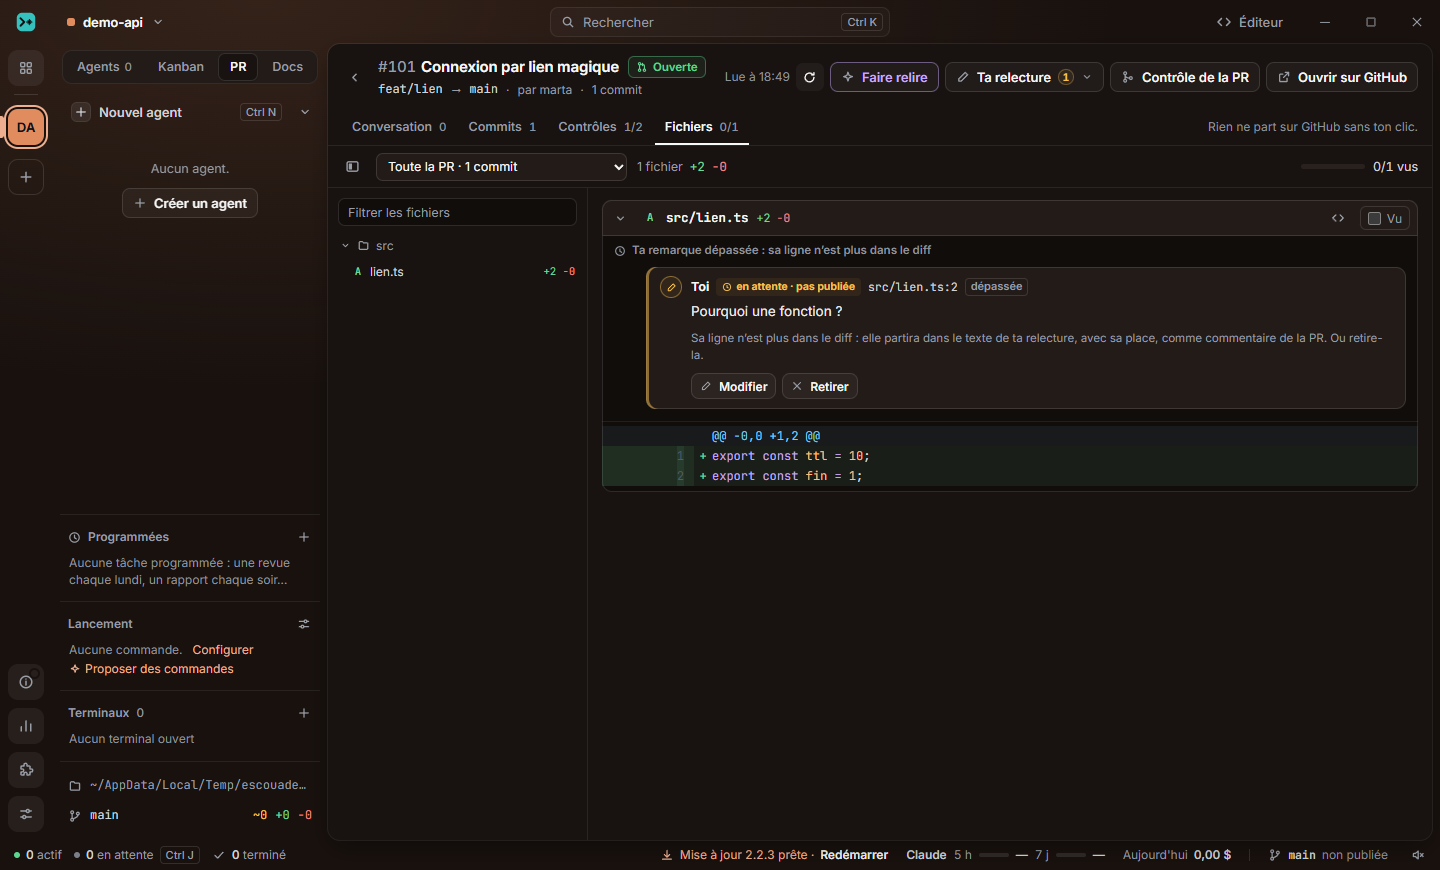 demo-api
Rechercher
Ctrl K
Éditeur
Agents 0
Kanban
PR
Docs
DA
Nouvel agent
Ctrl N
Aucun agent.
Créer un agent
Programmées
Aucune tâche programmée : une revue
chaque lundi, un rapport chaque soir...
Lancement
Aucune commande. Configurer
Proposer des commandes
Terminaux 0
Aucun terminal ouvert
~/AppData/Local/Temp/escouade…
main ~0 +0 -0
#101 Connexion par lien magique
Ouverte
feat/lien → main · par marta · 1 commit
Lue à 18:49
Faire relire
Ta relecture 1
Contrôle de la PR
Ouvrir sur GitHub
Conversation 0
Commits 1
Contrôles 1/2
Fichiers 0/1
Rien ne part sur GitHub sans ton clic.
Toute la PR · 1 commit
1 fichier +2 -0
0/1 vus
Filtrer les fichiers
src
A lien.ts +2 -0
A src/lien.ts +2 -0
Vu
Ta remarque dépassée : sa ligne n'est plus dans le diff
Toi en attente · pas publiée src/lien.ts:2 dépassée
Pourquoi une fonction ?
Sa ligne n'est plus dans le diff : elle partira dans le texte de ta relecture, avec sa place, comme commentaire de la PR. Ou retire-
la.
Modifier
Retirer
@@ -0,0 +1,2 @@
1 + export const ttl = 10;
2 + export const fin = 1;
0 actif
0 en attente Ctrl J
0 terminé
Mise à jour 2.2.3 prête · Redémarrer
Claude 5 h — 7 j —
Aujourd'hui 0,00 $
main non publiée